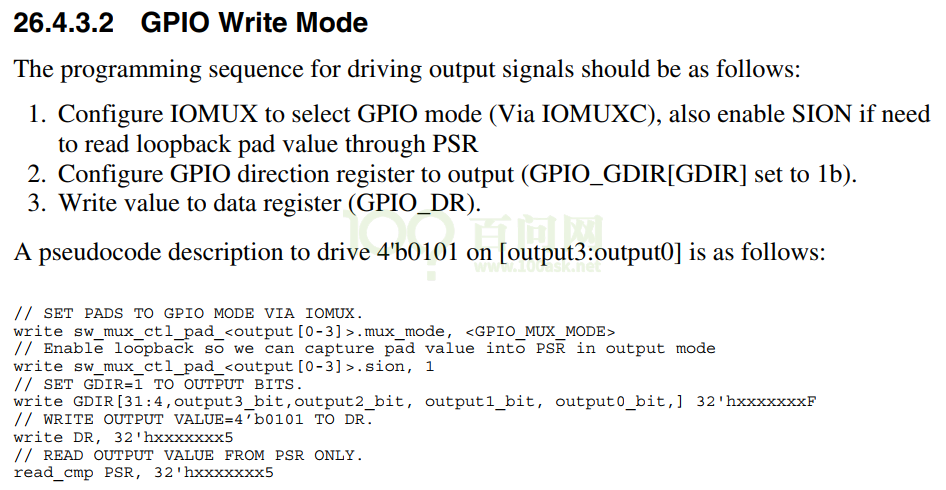 26.4.3.2 GPIO Write Mode
The programming sequence for driving output signals should be as follows:
1. Configure IOMUX to select GPIO mode (Via IOMUXC), also enable SION if need
to read loopback pad value through PSR
2. Configure GPIO direction register to output (GPIO_GDIR[GDIR] set to 1b).
3. Write value to data register (GPIO_DR).
100 百问网
www.100ask.net
A pseudocode description to drive 4'b0101 on [output3:output0] is as follows:
// SET PADS TO GPIO MODE VIA IOMUX.
write sw_mux_ctl_pad_<output[0-3]>.mux_mode, <GPIO_MUX_MODE>
// Enable loopback so we can capture pad value into PSR in output mode
write sw_mux_ctl_pad_<output[0-3]>.sion, 1
// SET GDIR=1 TO OUTPUT BITS.
write GDIR[31:4,output3_bit,output2_bit, output1_bit, output0_bit,] 32'hxxxxxxxF
// WRITE OUTPUT VALUE=4’b0101 TO DR.
write DR, 32'hxxxxxxx5
// READ OUTPUT VALUE FROM PSR ONLY.
read_cmp PSR, 32'hxxxxxxx5